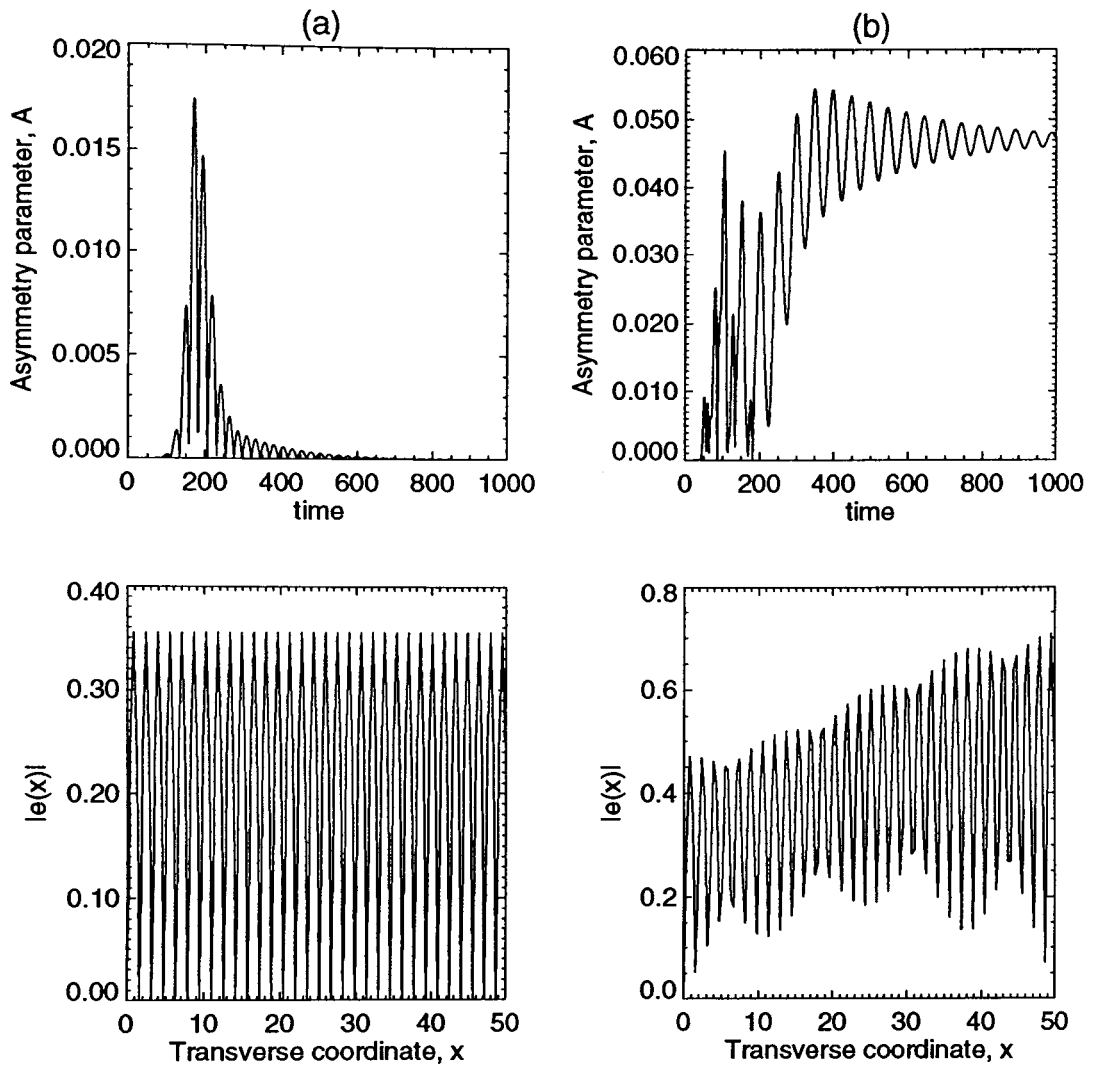 (a)
0.020
0.015
0.010
0.005
0.000
Asymmetry parameter, A
0 200 400 600 800 1000
time
(b)
0.060
0.050
0.040
0.030
0.020
0.010
0.000
Asymmetry parameter, A
0 200 400 600 800 1000
time
0.40
0.30
0.20
0.10
0.00
|e(x)|
0 10 20 30 40 50
Transverse coordinate, x
0.8
0.6
0.4
0.2
0.0
|e(x)|
0 10 20 30 40 50
Transverse coordinate, x